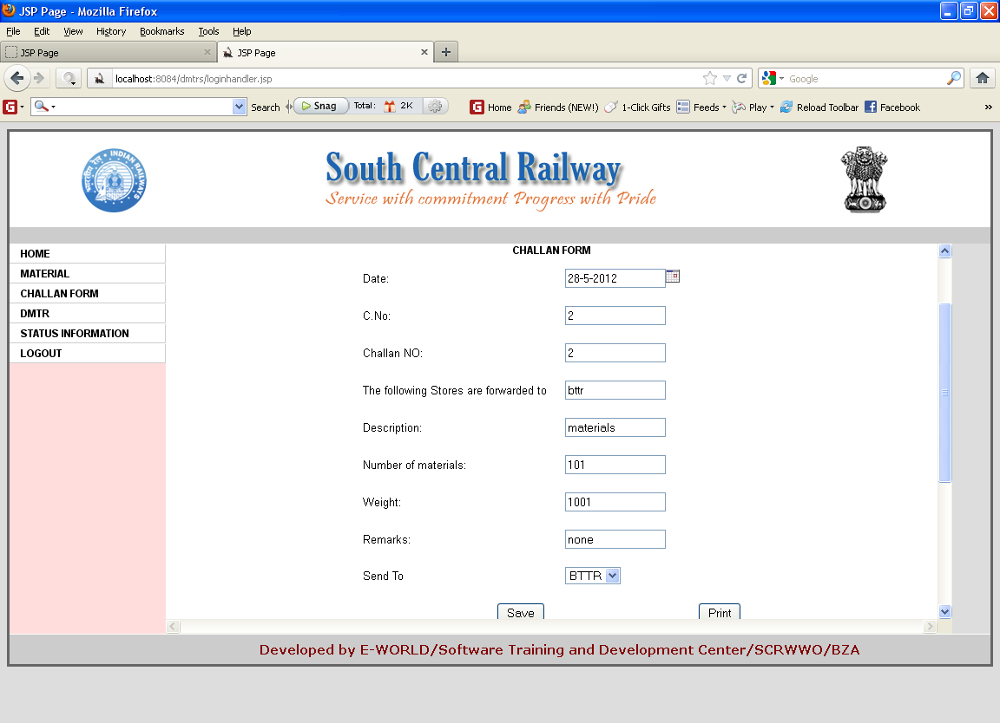 JSP Page - Mozilla Firefox
File Edit View History Bookmarks Tools Help
JSP Page
JSP Page
localhost:8084/dmtrs/loginhandler.jsp
Google
Search Snag Total: 2K Home Friends (NEW!) 1-Click Gifts Feeds Play Reload Toolbar Facebook »
INDIAN RAILWAYS
भारतीय रेल
South Central Railway
Service with commitment Progress with Pride
HOME
MATERIAL
CHALLAN FORM
DMTR
STATUS INFORMATION
LOGOUT
CHALLAN FORM
Date: 28-5-2012
C.No: 2
Challan NO: 2
The following Stores are forwarded to bttr
Description: materials
Number of materials: 101
Weight: 1001
Remarks: none
Send To BTTR
Save Print
Developed by E-WORLD/Software Training and Development Center/SCRWWO/BZA